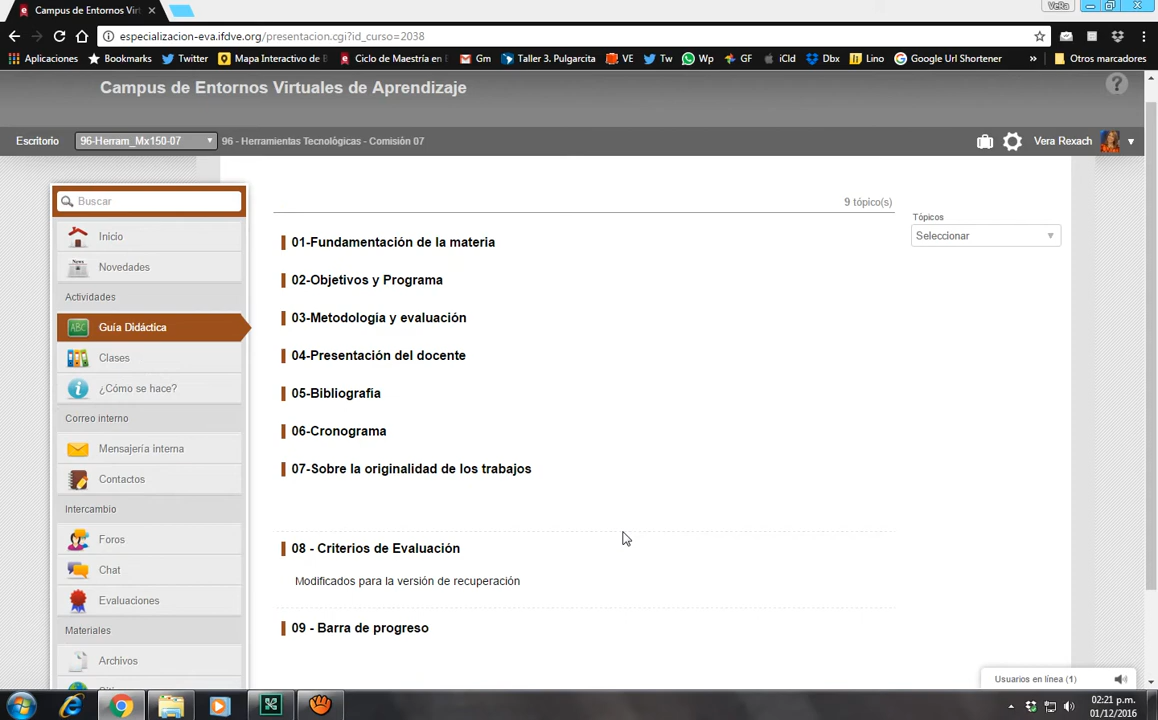 Campus de Entornos Virt
VeRa
especializacion-eva.ifdve.org/presentacion.cgi?id_curso=2038
Aplicaciones Bookmarks Twitter Mapa Interactivo de Ciclo de Maestría en Gm Taller 3. Pulgarcita VE Tw Wp GF iCld Dbx Lino Google Url Shortener » Otros marcadores
Campus de Entornos Virtuales de Aprendizaje
?
Escritorio 96-Herram_Mx150-07 96 - Herramientas Tecnológicas - Comisión 07 Vera Rexach
Buscar
9 tópico(s)
Tópicos
Seleccionar
Inicio
News
Novedades
Actividades
ABC
Guía Didáctica
Clases
¿Cómo se hace?
Correo interno
Mensajería interna
Contactos
Intercambio
Foros
Chat
Evaluaciones
Materiales
Archivos
01-Fundamentación de la materia
02-Objetivos y Programa
03-Metodología y evaluación
04-Presentación del docente
05-Bibliografía
06-Cronograma
07-Sobre la originalidad de los trabajos
08 - Criterios de Evaluación
Modificados para la versión de recuperación
09 - Barra de progreso
Usuarios en línea (1)
02:21 p.m.
01/12/2016